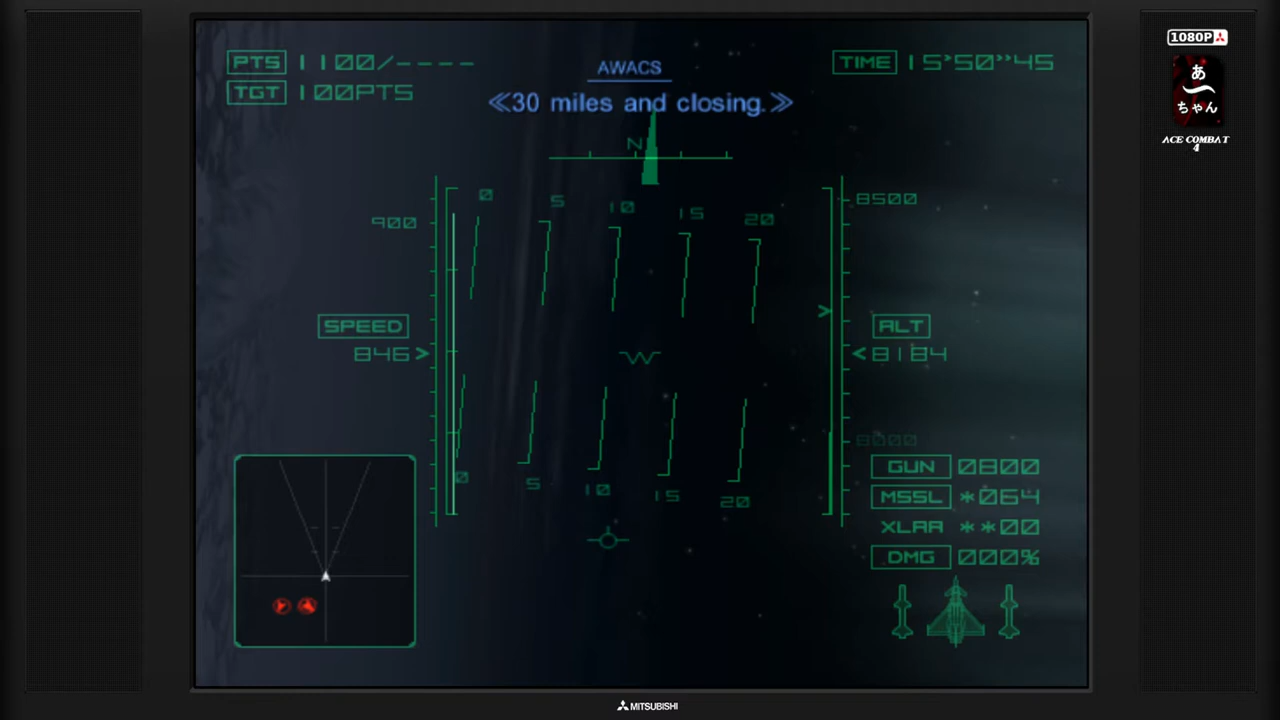 PTS 1100/----
TGT 100PTS
AWACS
≪30 miles and closing.≫
TIME 15'50"45
1080P
あーちゃん
ACE COMBAT
4
N
0 5 10 15 20
900
8500
SPEED
846 >
ALT
<8184
8000
0 5 10 15 20
GUN 0800
MSSL *064
XLAA **00
DMG 000%
MITSUBISHI